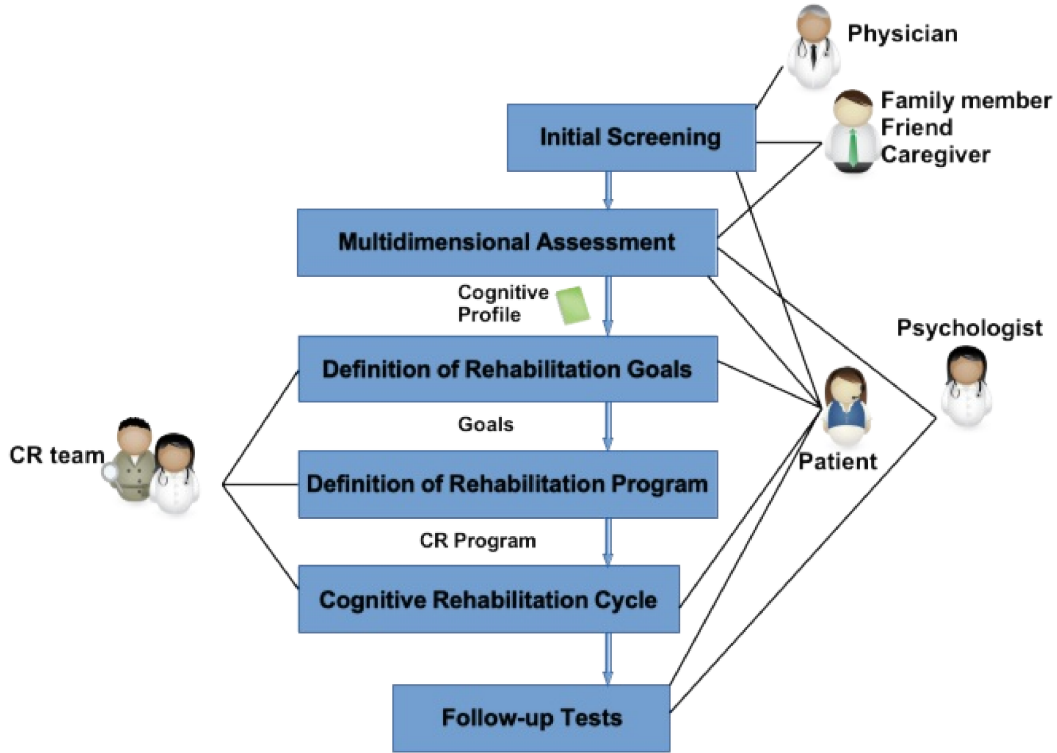 Physician
Family member
Friend
Caregiver
Initial Screening
Multidimensional Assessment
Cognitive
Profile
Psychologist
Definition of Rehabilitation Goals
Goals
CR team
Patient
Definition of Rehabilitation Program
CR Program
Cognitive Rehabilitation Cycle
Follow-up Tests